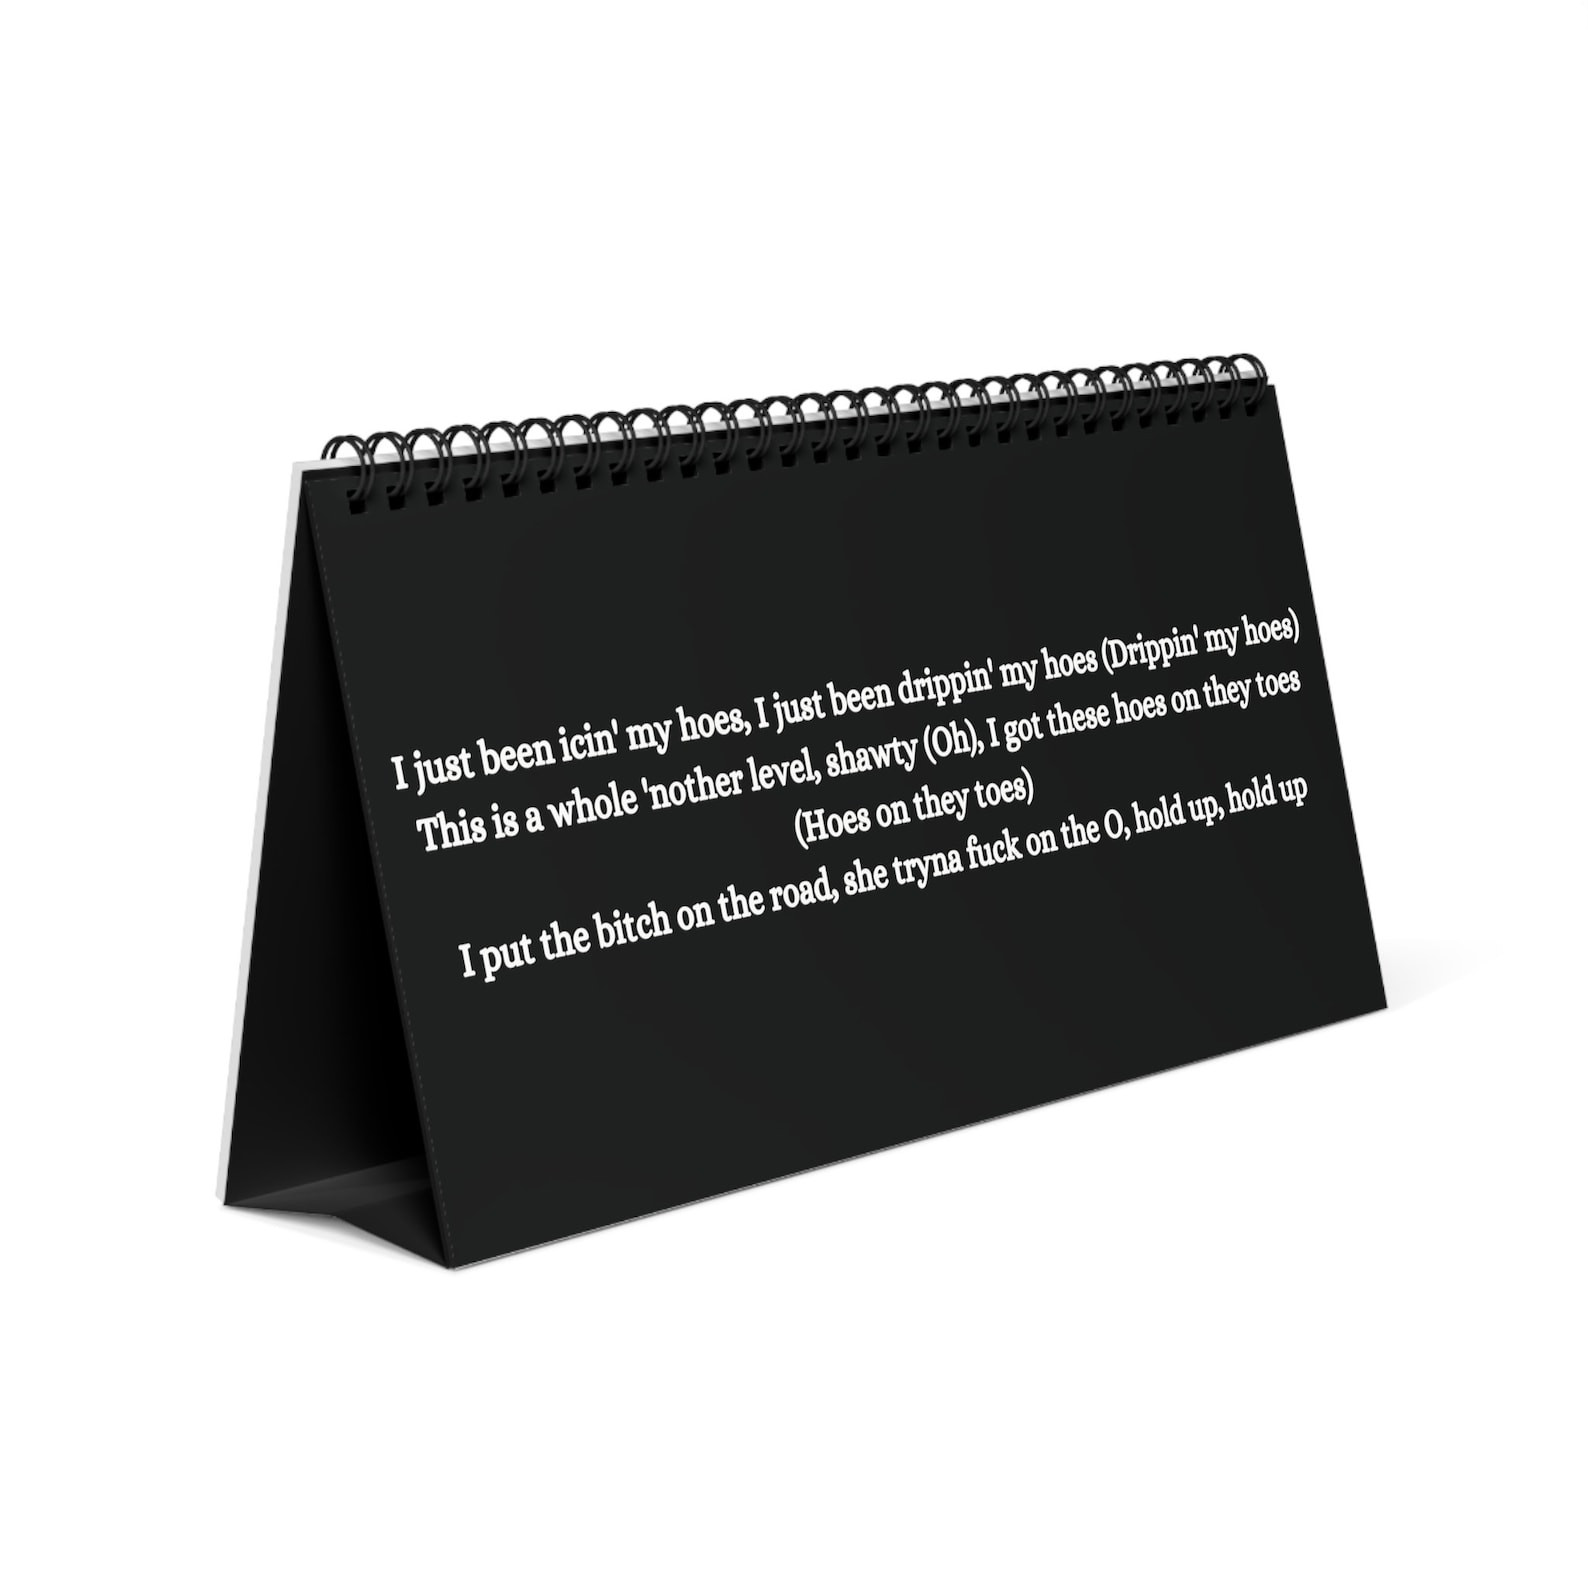 I just been icin' my hoes, I just been drippin' my hoes (Drippin' my hoes)
This is a whole 'nother level, shawty (Oh), I got these hoes on they toes
(Hoes on they toes)
I put the bitch on the road, she tryna fuck on the O, hold up, hold up